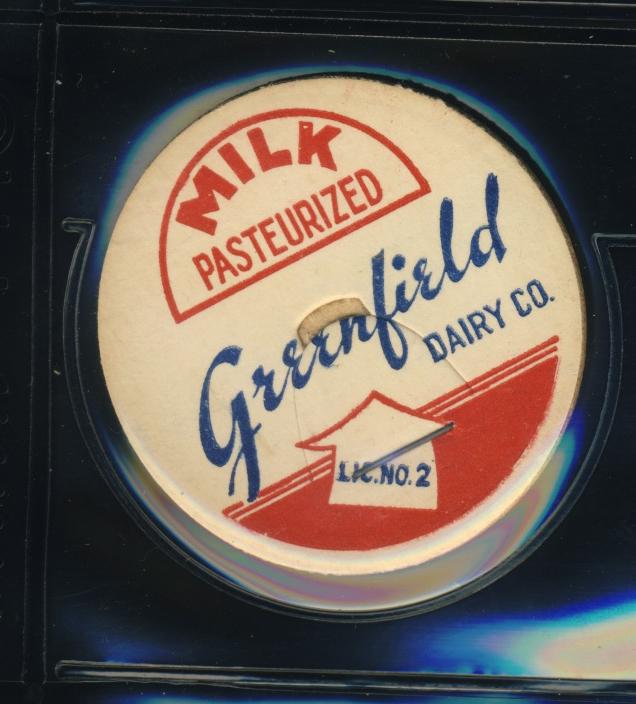 MILK
PASTEURIZED
Greenfield
DAIRY CO.
LIC. NO. 2